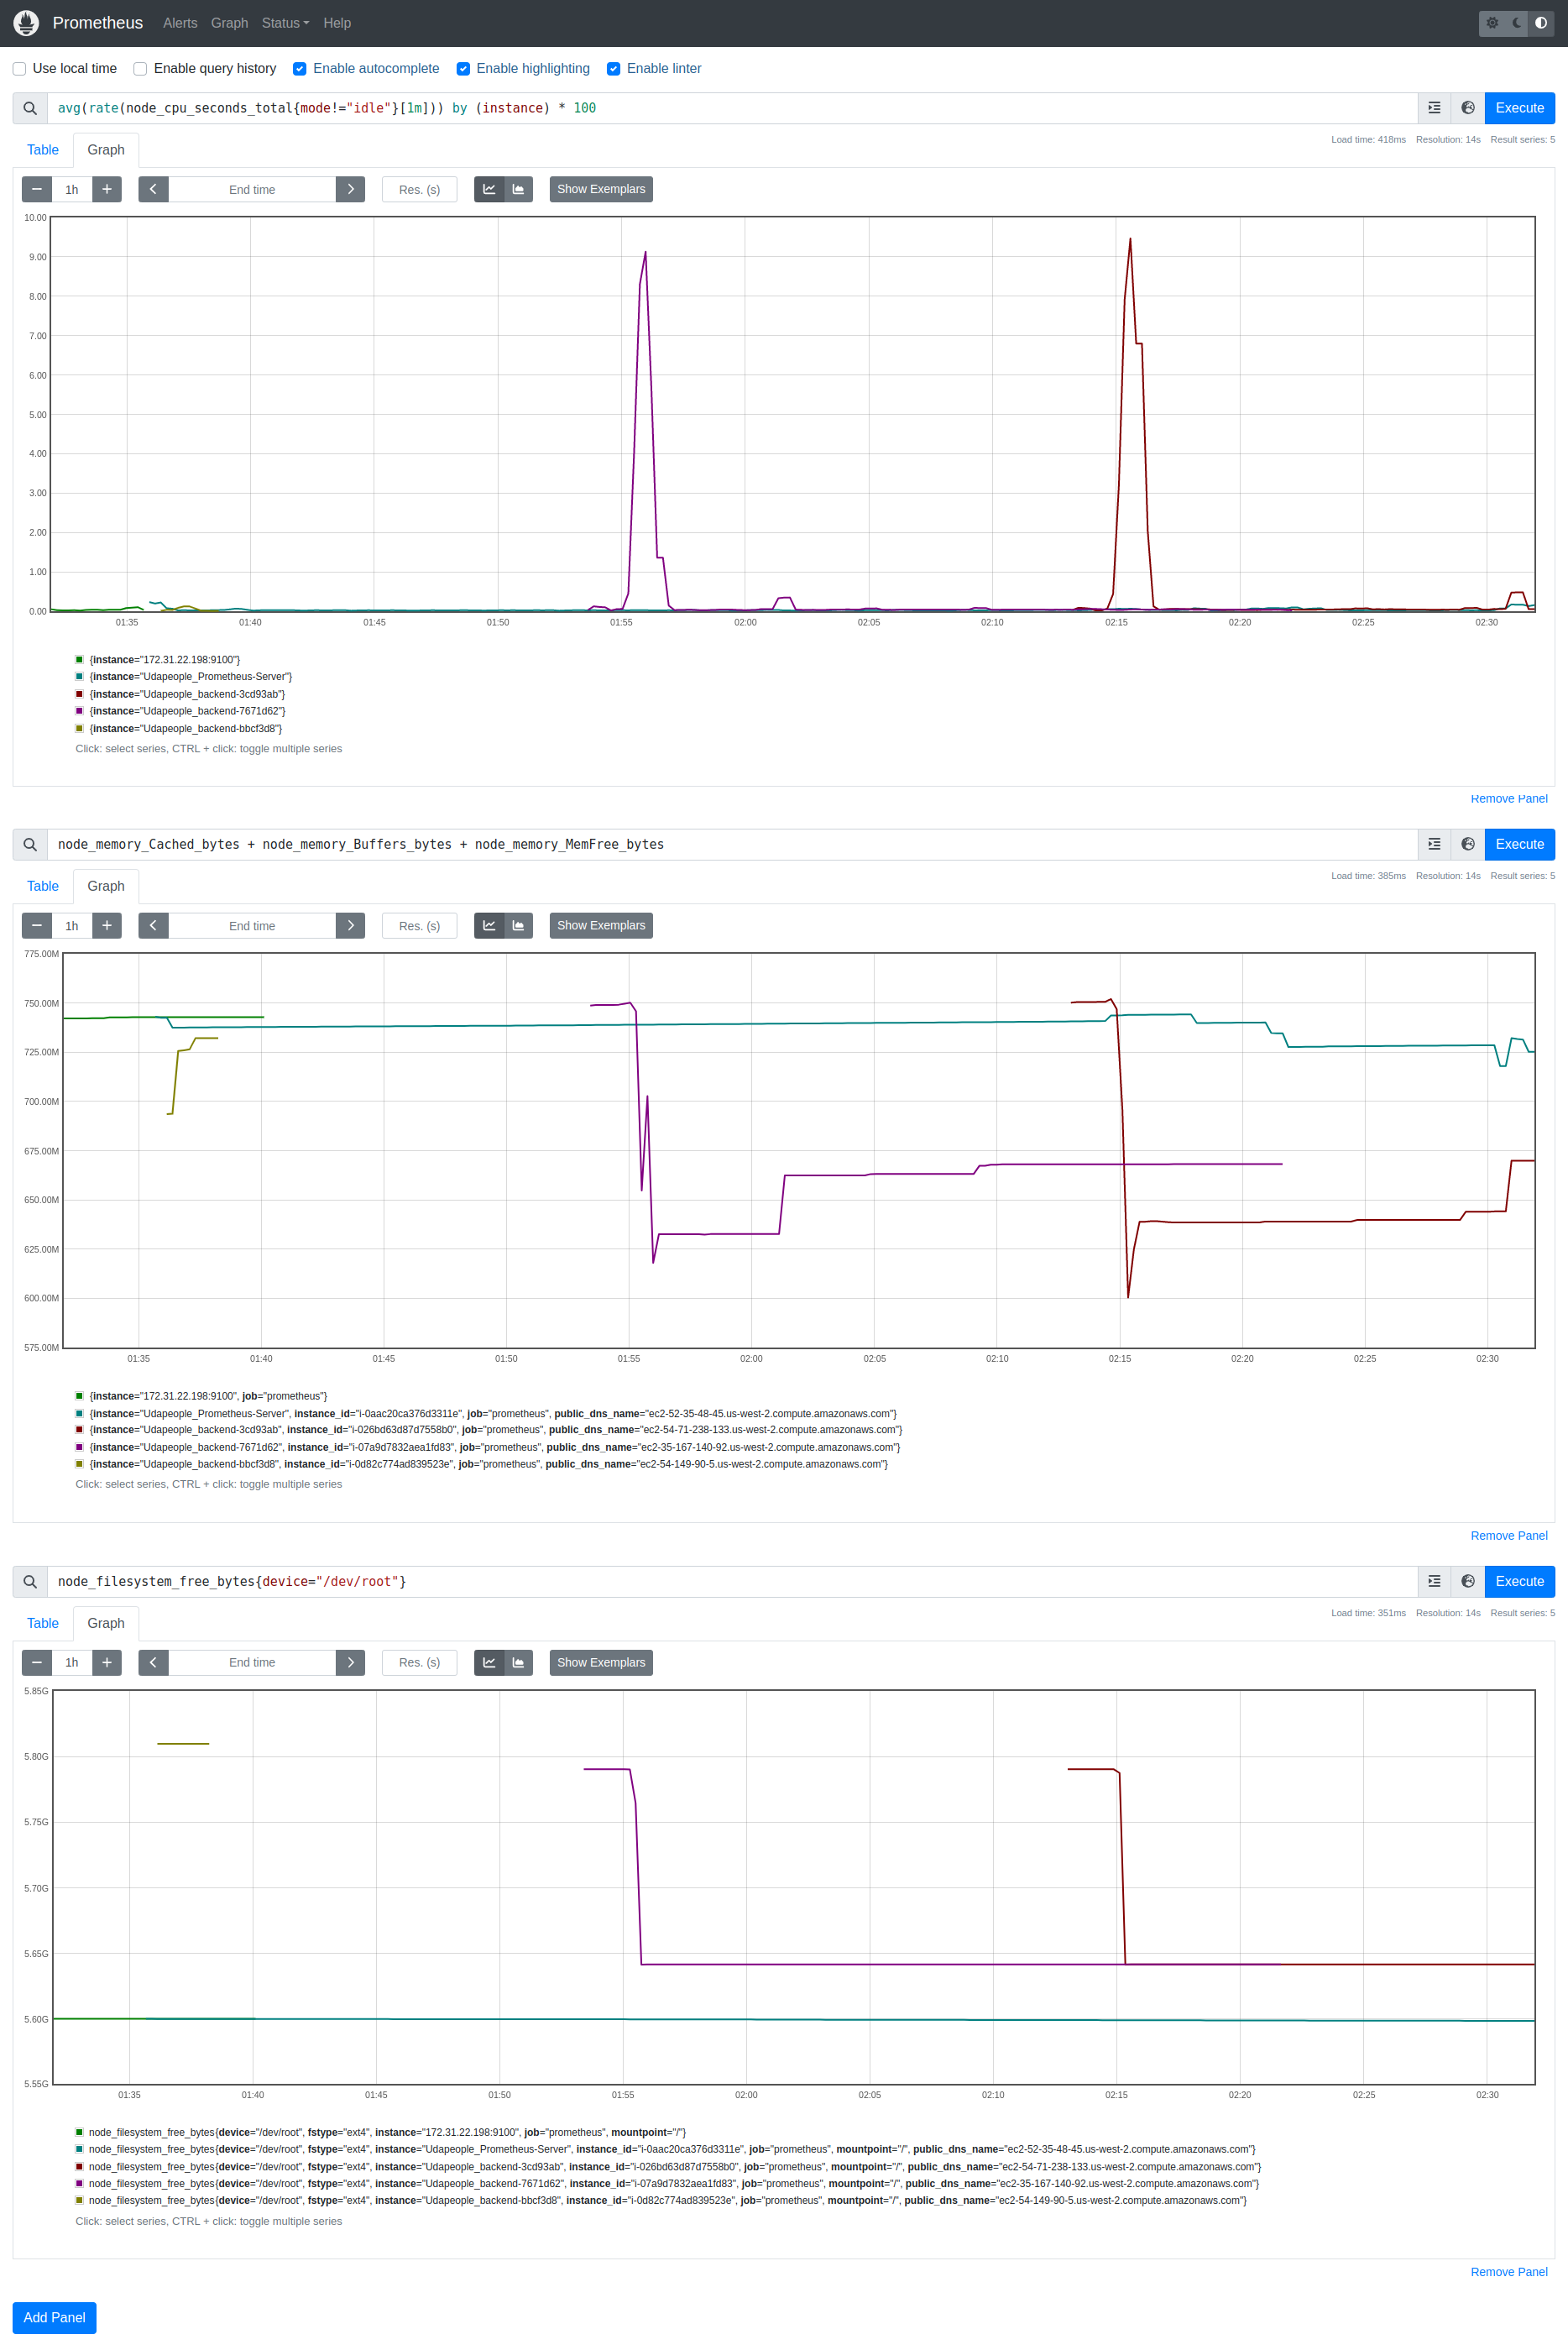 Prometheus Alerts Graph Status Help
Use local time Enable query history Enable autocomplete Enable highlighting Enable linter
avg(rate(node_cpu_seconds_total{mode!="idle"}[1m])) by (instance) * 100 Execute
Table Graph Load time: 418ms Resolution: 14s Result series: 5
1h End time Res. (s) Show Exemplars
10.00
9.00
8.00
7.00
6.00
5.00
4.00
3.00
2.00
1.00
0.00
01:35 01:40 01:45 01:50 01:55 02:00 02:05 02:10 02:15 02:20 02:25 02:30
{instance="172.31.22.198:9100"}
{instance="Udapeople_Prometheus-Server"}
{instance="Udapeople_backend-3cd93ab"}
{instance="Udapeople_backend-7671d62"}
{instance="Udapeople_backend-bbcf3d8"}
Click: select series, CTRL + click: toggle multiple series
Remove Panel
node_memory_Cached_bytes + node_memory_Buffers_bytes + node_memory_MemFree_bytes Execute
Table Graph Load time: 385ms Resolution: 14s Result series: 5
1h End time Res. (s) Show Exemplars
775.00M
750.00M
725.00M
700.00M
675.00M
650.00M
625.00M
600.00M
575.00M
01:35 01:40 01:45 01:50 01:55 02:00 02:05 02:10 02:15 02:20 02:25 02:30
{instance="172.31.22.198:9100", job="prometheus"}
{instance="Udapeople_Prometheus-Server", instance_id="i-0aac20ca376d3311e", job="prometheus", public_dns_name="ec2-52-35-48-45.us-west-2.compute.amazonaws.com"}
{instance="Udapeople_backend-3cd93ab", instance_id="i-026bd63d87d7558b0", job="prometheus", public_dns_name="ec2-54-71-238-133.us-west-2.compute.amazonaws.com"}
{instance="Udapeople_backend-7671d62", instance_id="i-07a9d7832aea1fd83", job="prometheus", public_dns_name="ec2-35-167-140-92.us-west-2.compute.amazonaws.com"}
{instance="Udapeople_backend-bbcf3d8", instance_id="i-0d82c774ad839523e", job="prometheus", public_dns_name="ec2-54-149-90-5.us-west-2.compute.amazonaws.com"}
Click: select series, CTRL + click: toggle multiple series
Remove Panel
node_filesystem_free_bytes{device="/dev/root"} Execute
Table Graph Load time: 351ms Resolution: 14s Result series: 5
1h End time Res. (s) Show Exemplars
5.85G
5.80G
5.75G
5.70G
5.65G
5.60G
5.55G
01:35 01:40 01:45 01:50 01:55 02:00 02:05 02:10 02:15 02:20 02:25 02:30
node_filesystem_free_bytes{device="/dev/root", fstype="ext4", instance="172.31.22.198:9100", job="prometheus", mountpoint="/"}
node_filesystem_free_bytes{device="/dev/root", fstype="ext4", instance="Udapeople_Prometheus-Server", instance_id="i-0aac20ca376d3311e", job="prometheus", mountpoint="/", public_dns_name="ec2-52-35-48-45.us-west-2.compute.amazonaws.com"}
node_filesystem_free_bytes{device="/dev/root", fstype="ext4", instance="Udapeople_backend-3cd93ab", instance_id="i-026bd63d87d7558b0", job="prometheus", mountpoint="/", public_dns_name="ec2-54-71-238-133.us-west-2.compute.amazonaws.com"}
node_filesystem_free_bytes{device="/dev/root", fstype="ext4", instance="Udapeople_backend-7671d62", instance_id="i-07a9d7832aea1fd83", job="prometheus", mountpoint="/", public_dns_name="ec2-35-167-140-92.us-west-2.compute.amazonaws.com"}
node_filesystem_free_bytes{device="/dev/root", fstype="ext4", instance="Udapeople_backend-bbcf3d8", instance_id="i-0d82c774ad839523e", job="prometheus", mountpoint="/", public_dns_name="ec2-54-149-90-5.us-west-2.compute.amazonaws.com"}
Click: select series, CTRL + click: toggle multiple series
Remove Panel
Add Panel